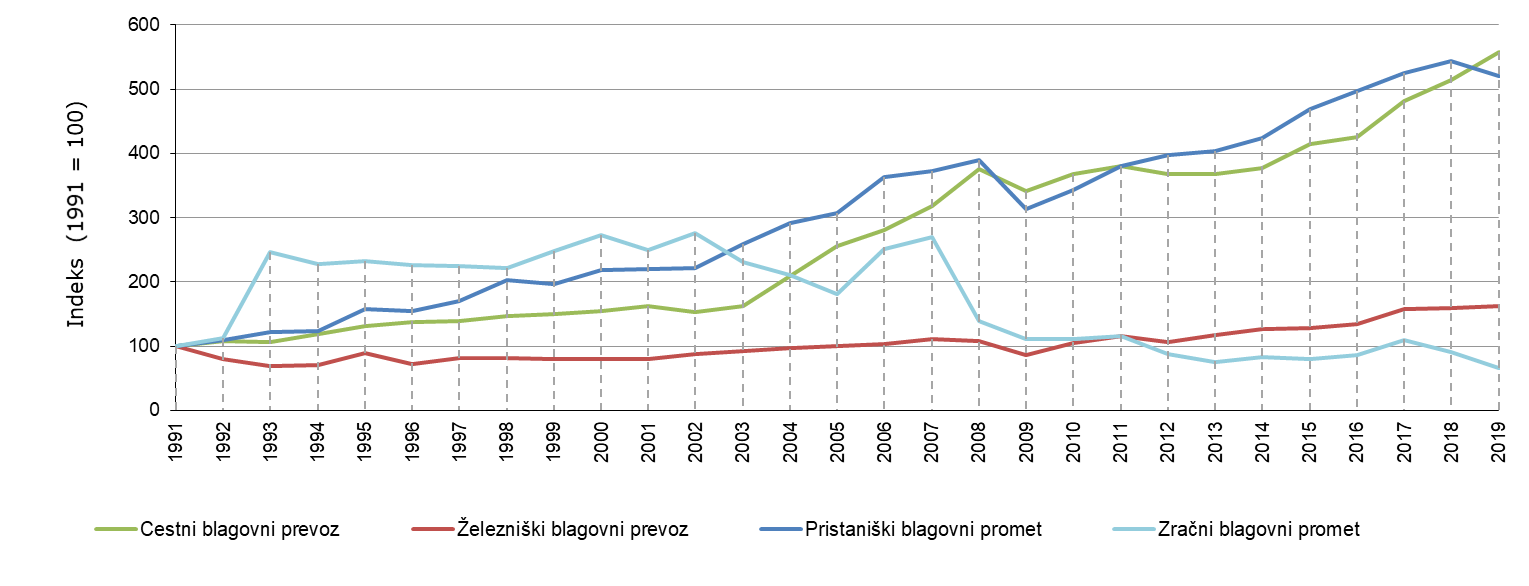 600
500
400
300
200
100
0
Indeks (1991 = 100)
1991 1992 1993 1994 1995 1996 1997 1998 1999 2000 2001 2002 2003 2004 2005 2006 2007 2008 2009 2010 2011 2012 2013 2014 2015 2016 2017 2018 2019
Cestni blagovni prevoz Železniški blagovni prevoz Pristaniški blagovni promet Zračni blagovni promet